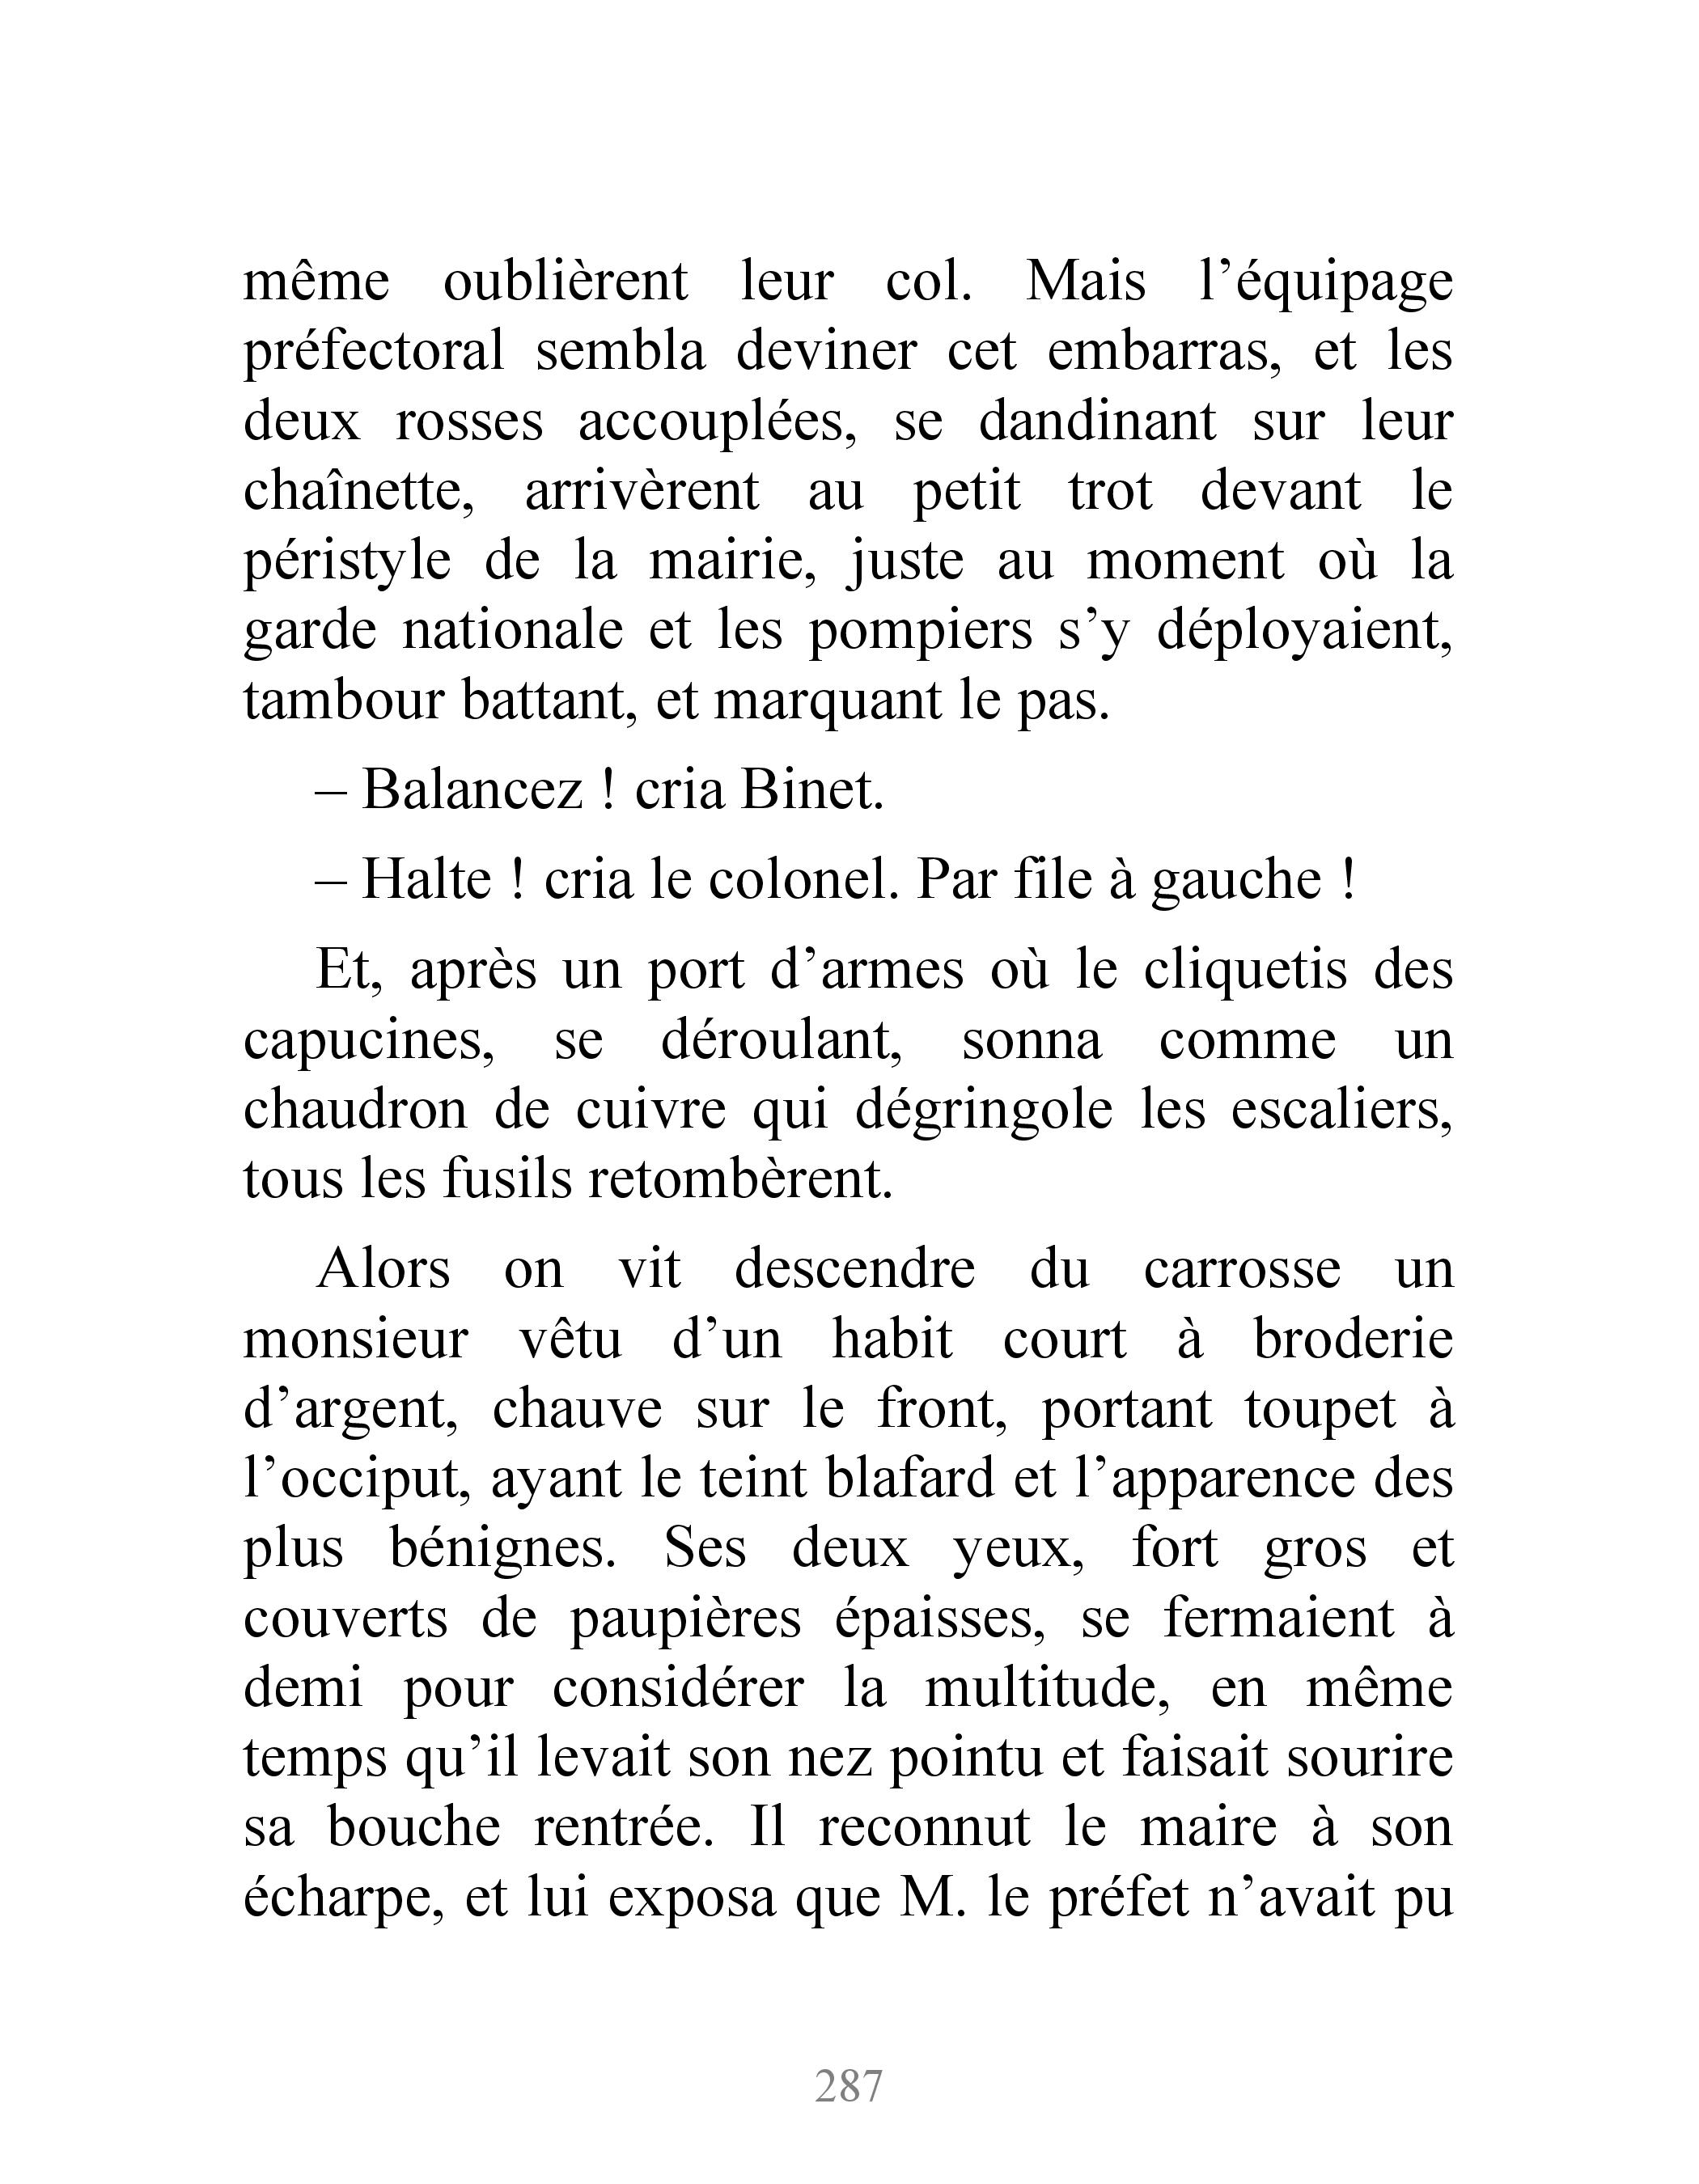 même oublièrent leur col. Mais l’équipage
préfectoral sembla deviner cet embarras, et les
deux rosses accouplées, se dandinant sur leur
chaînette, arrivèrent au petit trot devant le
péristyle de la mairie, juste au moment où la
garde nationale et les pompiers s’y déployaient,
tambour battant, et marquant le pas.
– Balancez ! cria Binet.
– Halte ! cria le colonel. Par file à gauche !
Et, après un port d’armes où le cliquetis des
capucines, se déroulant, sonna comme un
chaudron de cuivre qui dégringole les escaliers,
tous les fusils retombèrent.
Alors on vit descendre du carrosse un
monsieur vêtu d’un habit court à broderie
d’argent, chauve sur le front, portant toupet à
l’occiput, ayant le teint blafard et l’apparence des
plus bénignes. Ses deux yeux, fort gros et
couverts de paupières épaisses, se fermaient à
demi pour considérer la multitude, en même
temps qu’il levait son nez pointu et faisait sourire
sa bouche rentrée. Il reconnut le maire à son
écharpe, et lui exposa que M. le préfet n’avait pu
287